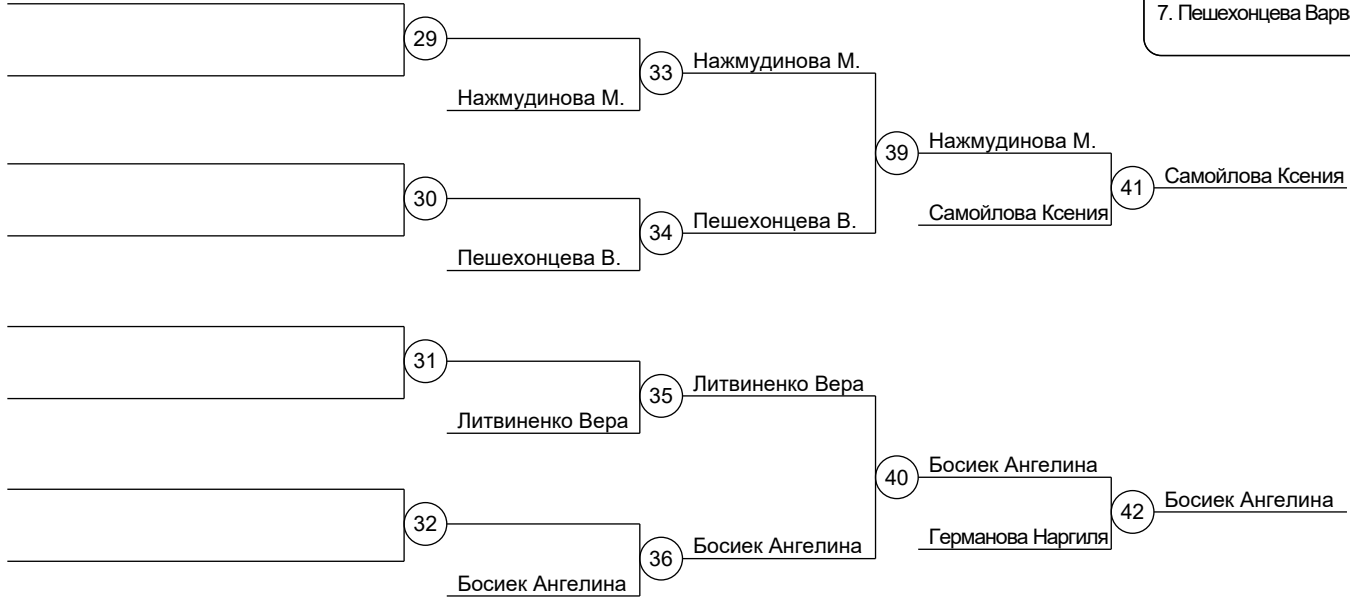 7. Пешехонцева Варв
29
33
Нажмудинова М.
Нажмудинова М.
39
Нажмудинова М.
41
Самойлова Ксения
30
34
Пешехонцева В.
Самойлова Ксения
Пешехонцева В.
31
35
Литвиненко Вера
Литвиненко Вера
40
Босиек Ангелина
42
Босиек Ангелина
32
36
Босиек Ангелина
Германова Наргиля
Босиек Ангелина